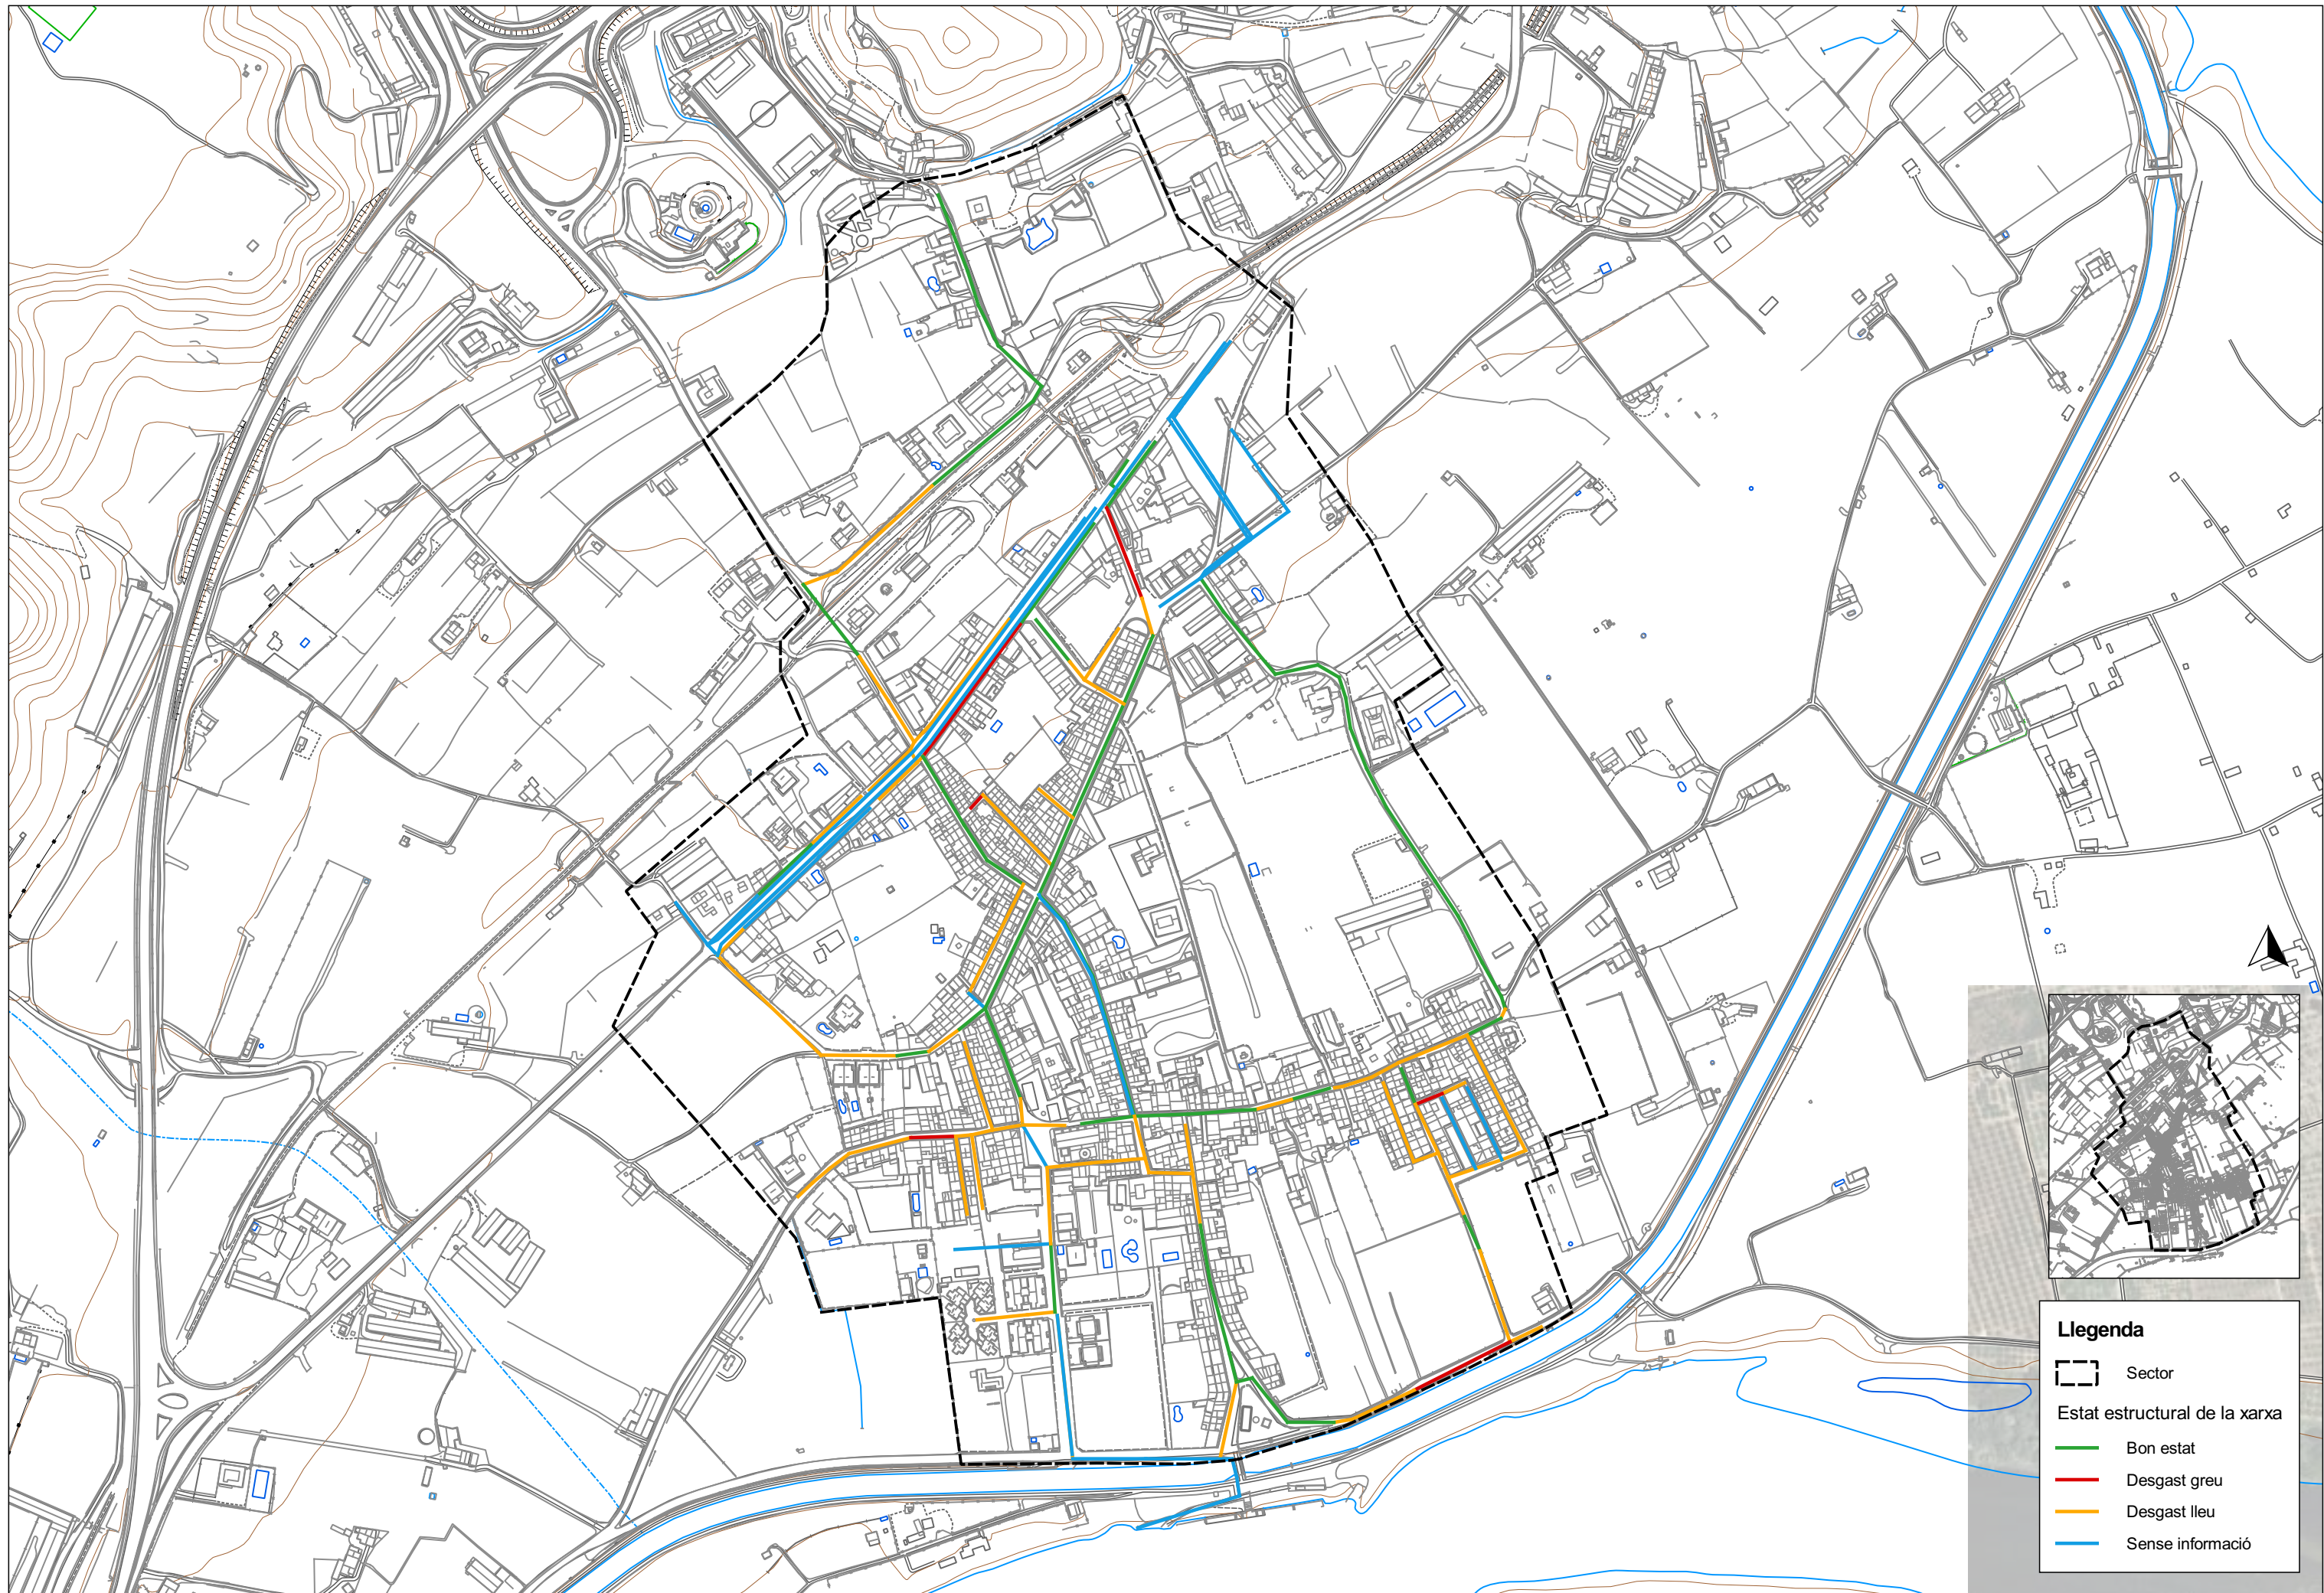 Llegenda
Sector
Estat estructural de la xarxa
Bon estat
Desgast greu
Desgast lleu
Sense informació